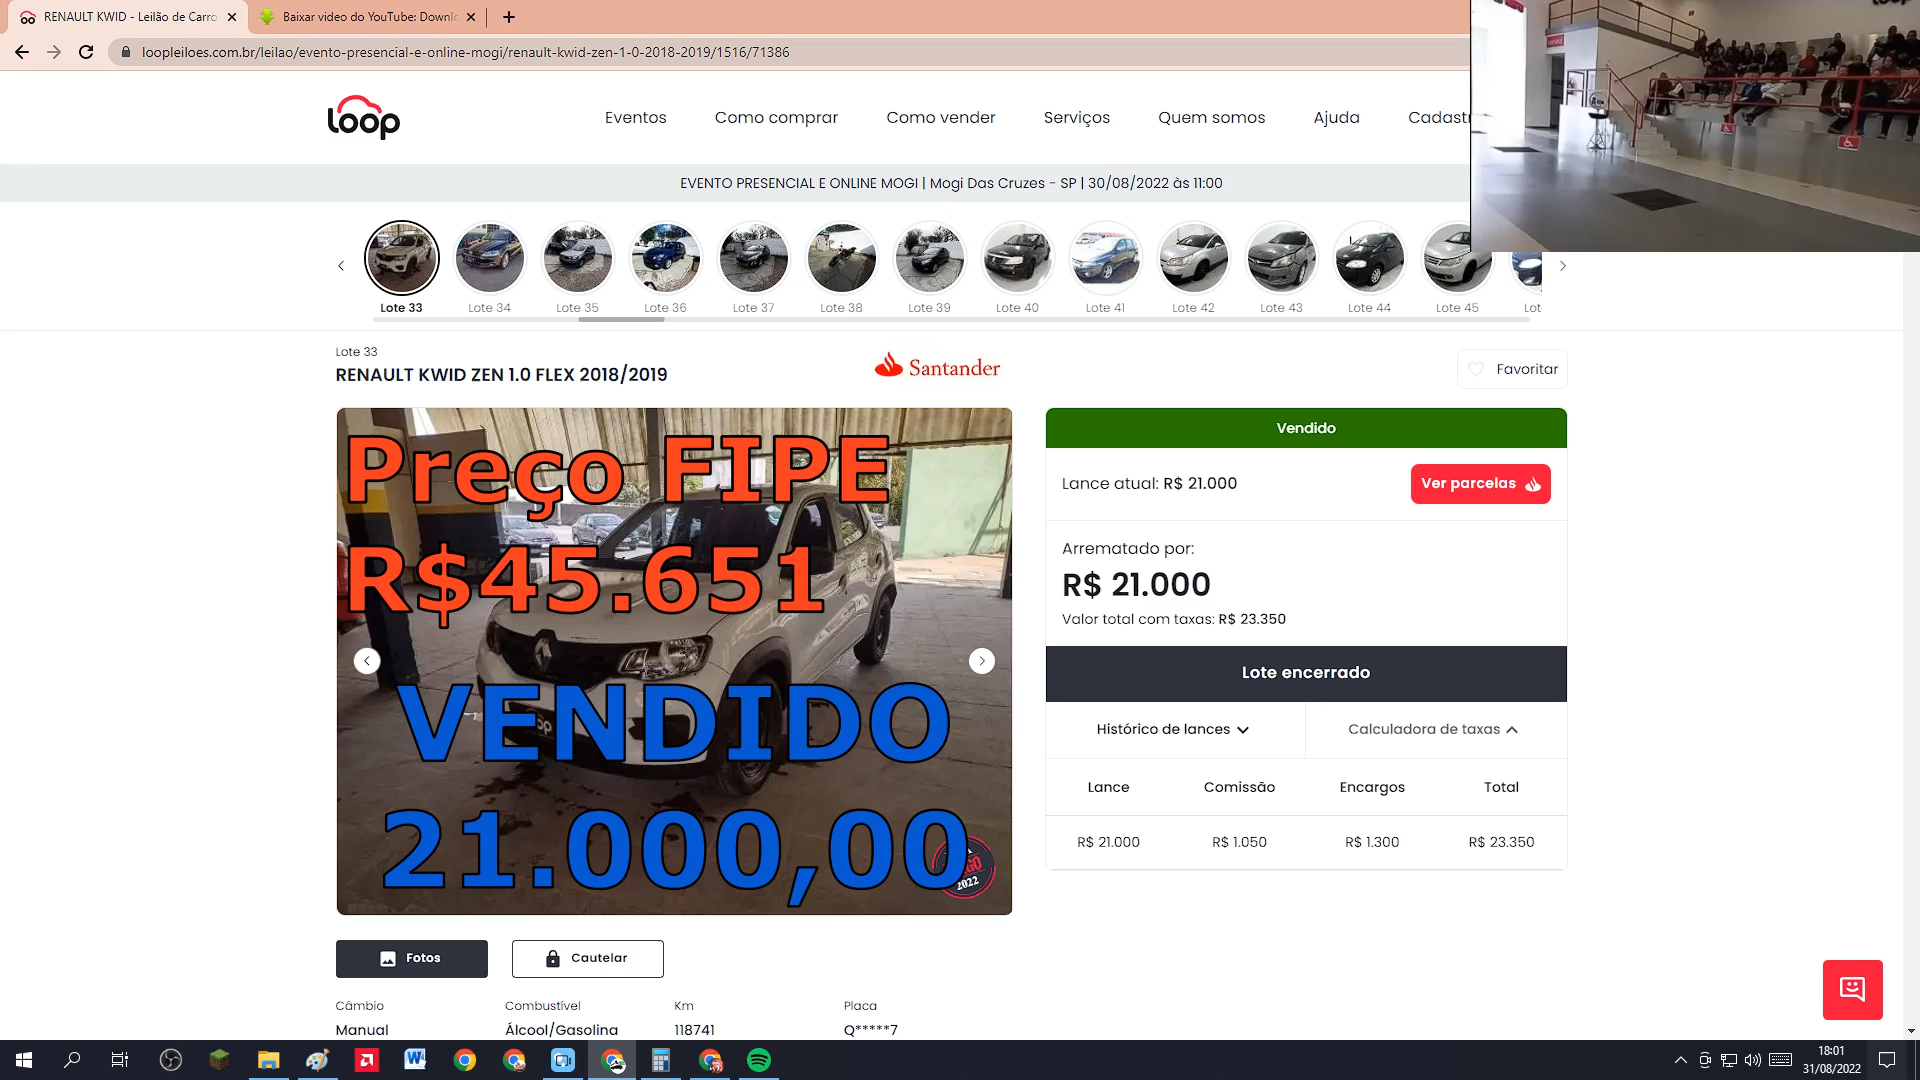 RENAULT KWID - Leilão de Carro
Baixar video do YouTube: Downl
loopleiloes.com.br/leilao/evento-presencial-e-online-mogi/renault-kwid-zen-1-0-2018-2019/1516/71386
loop
Eventos
Como comprar
Como vender
Serviços
Quem somos
Ajuda
Cadastr
EVENTO PRESENCIAL E ONLINE MOGI | Mogi Das Cruzes - SP | 30/08/2022 às 11:00
Lote 33
Lote 34
Lote 35
Lote 36
Lote 37
Lote 38
Lote 39
Lote 40
Lote 41
Lote 42
Lote 43
Lote 44
Lote 45
Lot
Lote 33
RENAULT KWID ZEN 1.0 FLEX 2018/2019
Santander
Favoritar
Preço FIPE
R$45.651
VENDIDO
21.000,00
2022
Vendido
Lance atual: R$ 21.000
Ver parcelas
Arrematado por:
R$ 21.000
Valor total com taxas: R$ 23.350
Lote encerrado
Histórico de lances
Calculadora de taxas
Lance Comissão Encargos Total
R$ 21.000 R$ 1.050 R$ 1.300 R$ 23.350
Fotos
Cautelar
Câmbio Combustível Km Placa
Manual Álcool/Gasolina 118741 Q*****7
18:01
31/08/2022